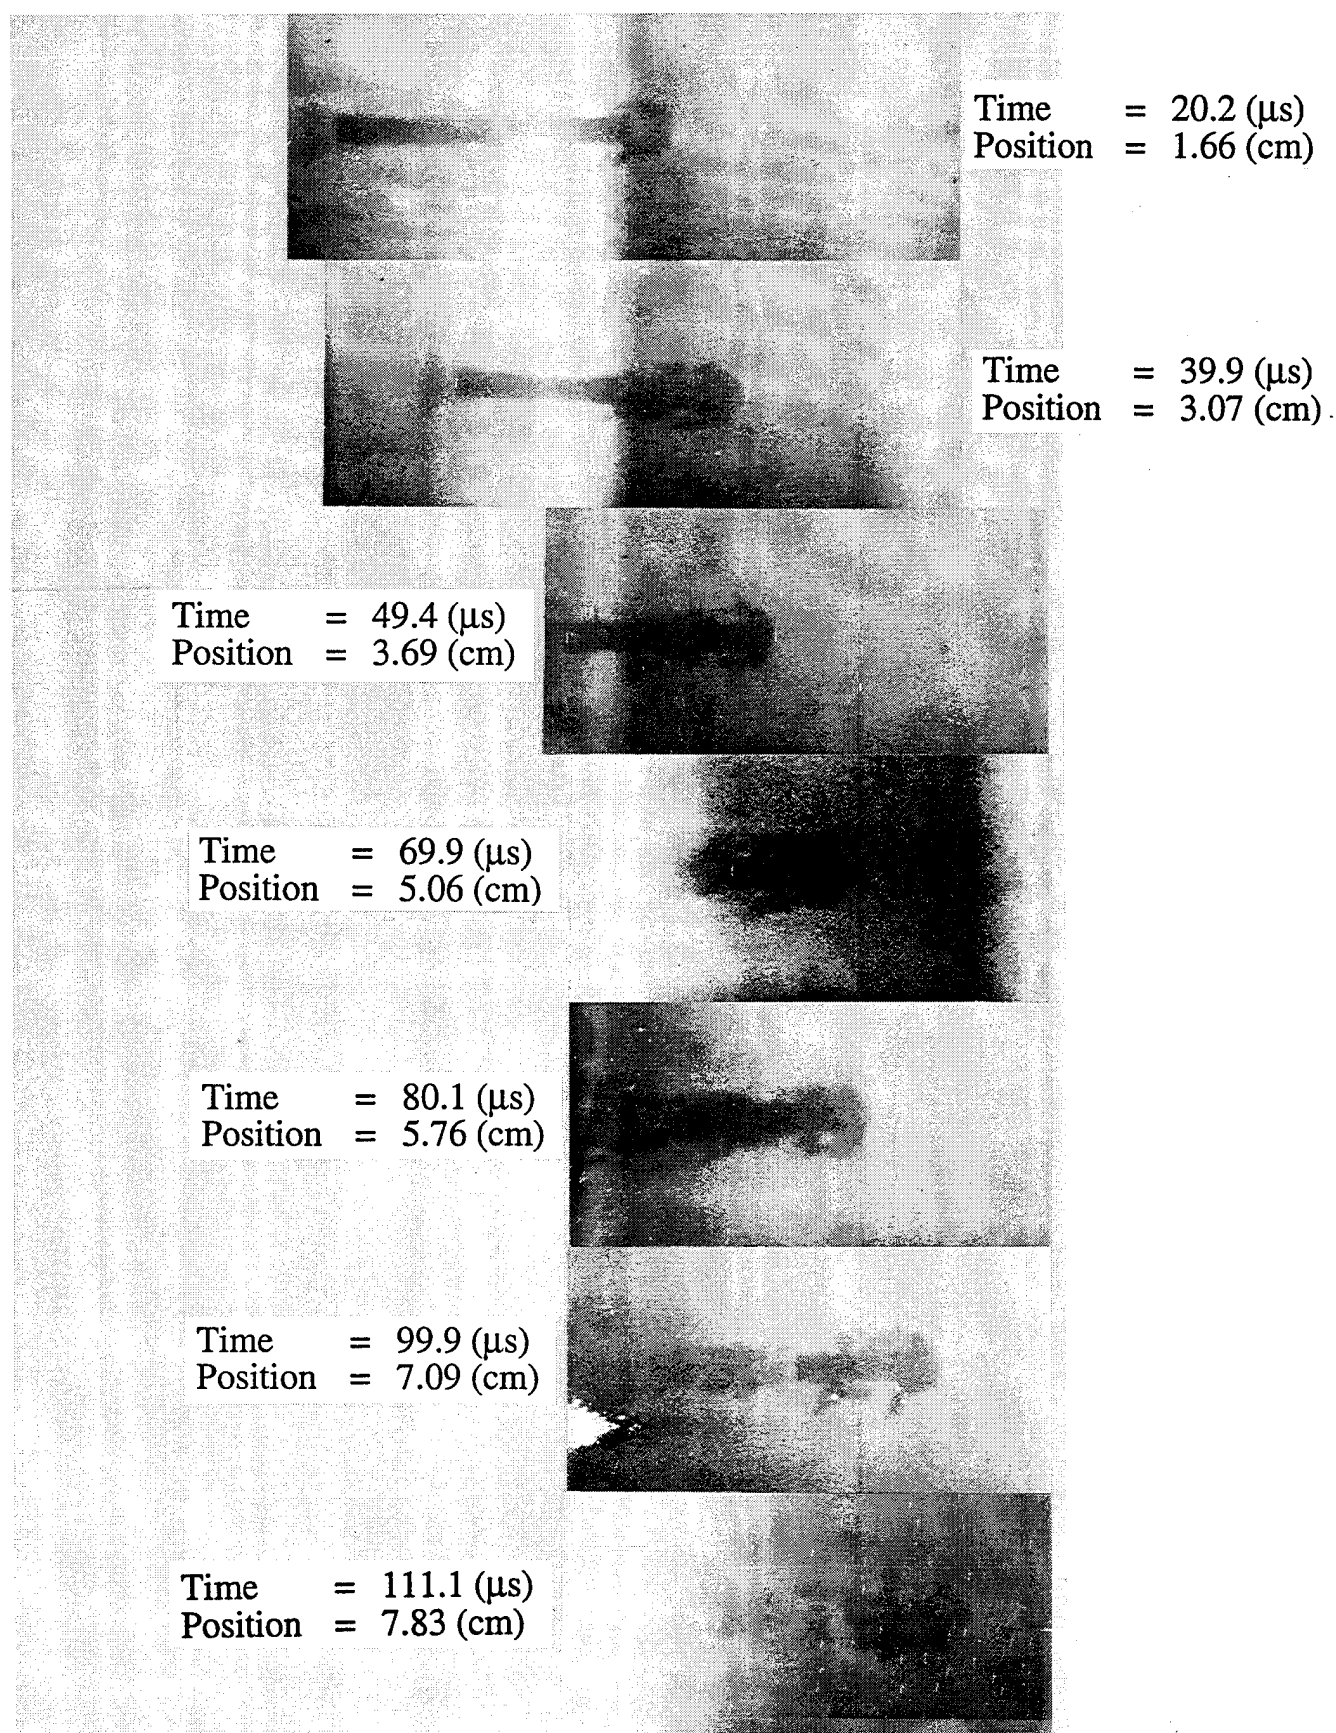 Time = 20.2 (μs)
Position = 1.66 (cm)
Time = 39.9 (μs)
Position = 3.07 (cm)
Time = 49.4 (μs)
Position = 3.69 (cm)
Time = 69.9 (μs)
Position = 5.06 (cm)
Time = 80.1 (μs)
Position = 5.76 (cm)
Time = 99.9 (μs)
Position = 7.09 (cm)
Time = 111.1 (μs)
Position = 7.83 (cm)